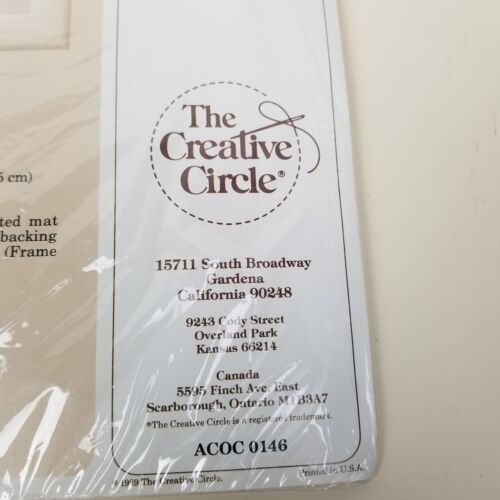 5 cm)
ted mat
backing
(Frame
The
Creative
Circle®
15711 South Broadway
Gardena
California 90248
9243 Cody Street
Overland Park
Kansas 66214
Canada
5595 Finch Ave. East
Scarborough, Ontario M1B3A7
*The Creative Circle is a registered trademark.
ACOC 0146
© 1989 The Creative Circle.
Printed in U.S.A.